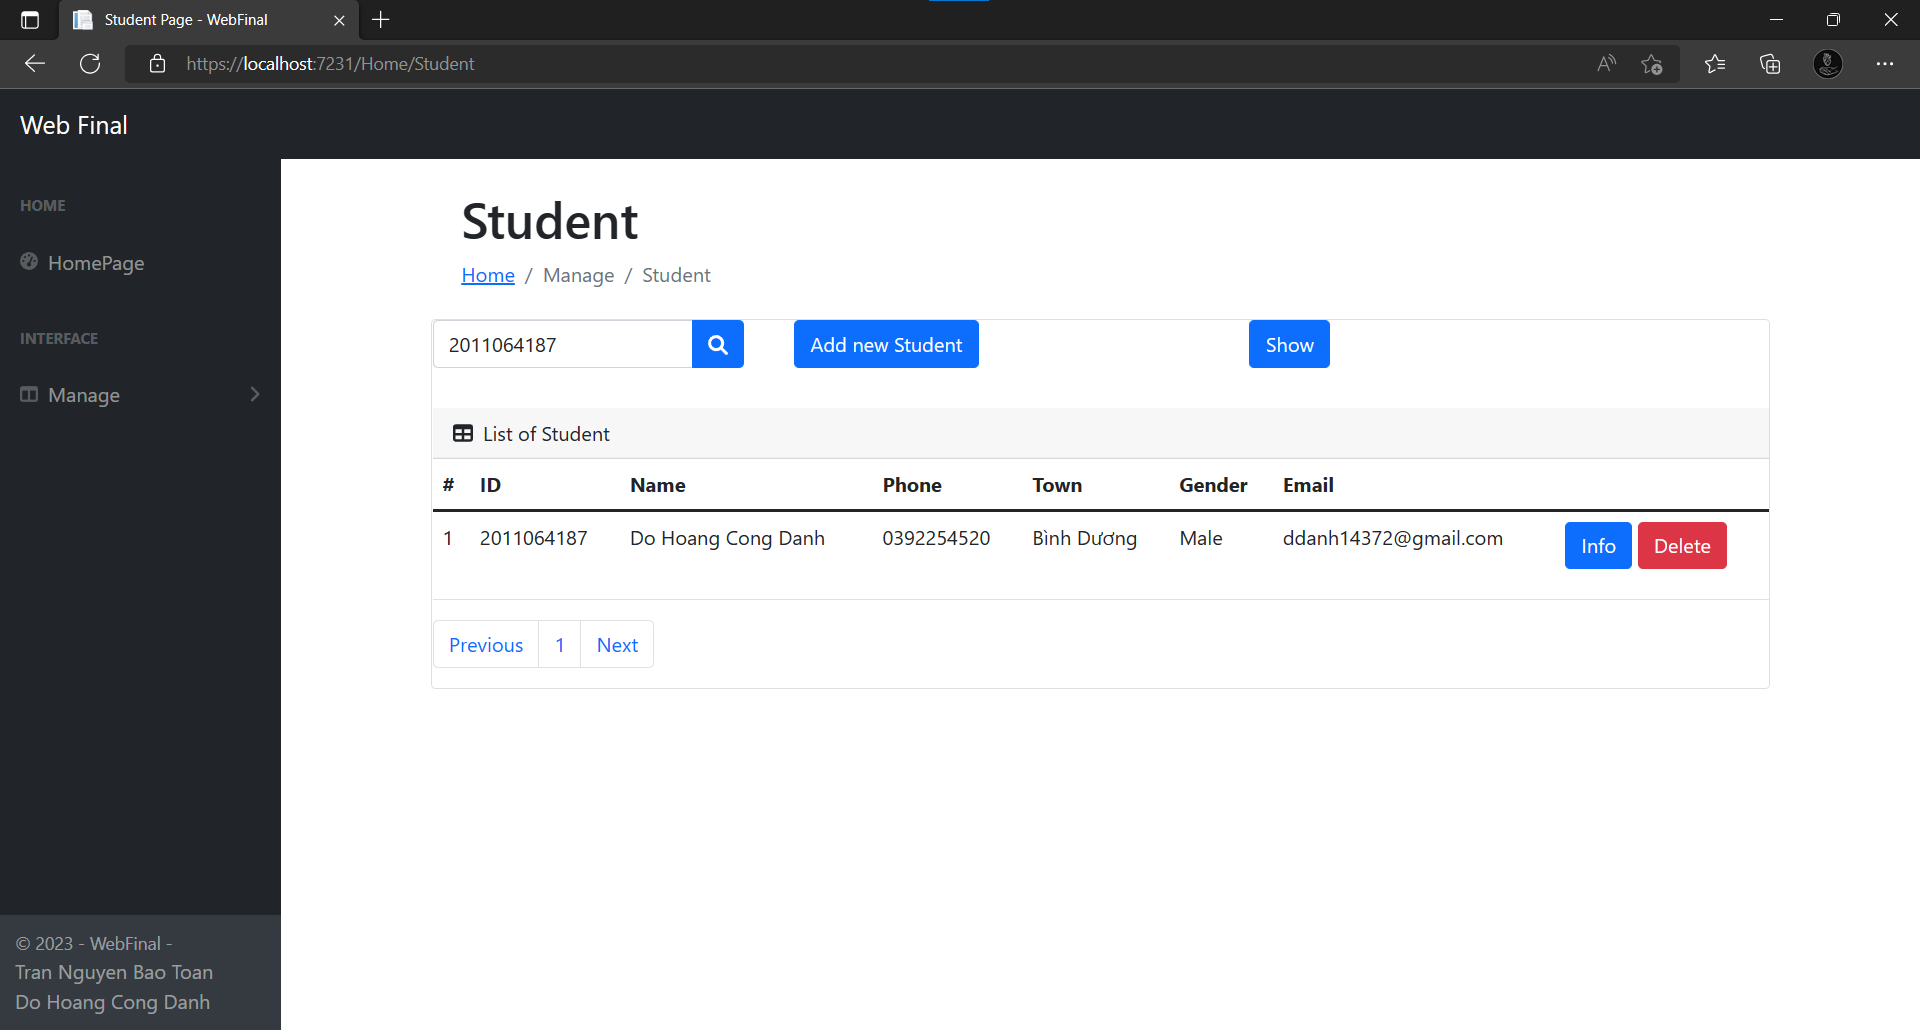 Student Page - WebFinal
https://localhost:7231/Home/Student
Web Final
HOME
HomePage
INTERFACE
Manage
Student
Home / Manage / Student
2011064187 Add new Student Show
List of Student
# ID Name Phone Town Gender Email
1 2011064187 Do Hoang Cong Danh 0392254520 Bình Dương Male ddanh14372@gmail.com Info Delete
Previous 1 Next
© 2023 - WebFinal -
Tran Nguyen Bao Toan
Do Hoang Cong Danh